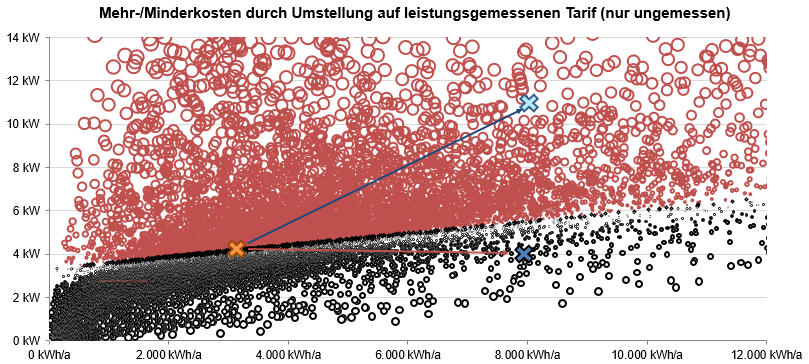 Mehr-/Minderkosten durch Umstellung auf leistungsgemessenen Tarif (nur ungemessen)
14 kW
12 kW
10 kW
8 kW
6 kW
4 kW
2 kW
0 kW
0 kWh/a 2.000 kWh/a 4.000 kWh/a 6.000 kWh/a 8.000 kWh/a 10.000 kWh/a 12.000 kWh/a